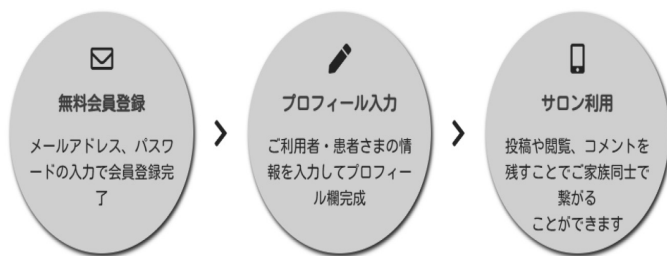 無料会員登録
メールアドレス、パスワ
ードの入力で会員登録完
了
プロフィール入力
ご利用者・患者さまの情
報を入力してプロフィー
ル欄完成
サロン利用
投稿や閲覧、コメントを
残すことでご家族同士で
繋がる
ことができます